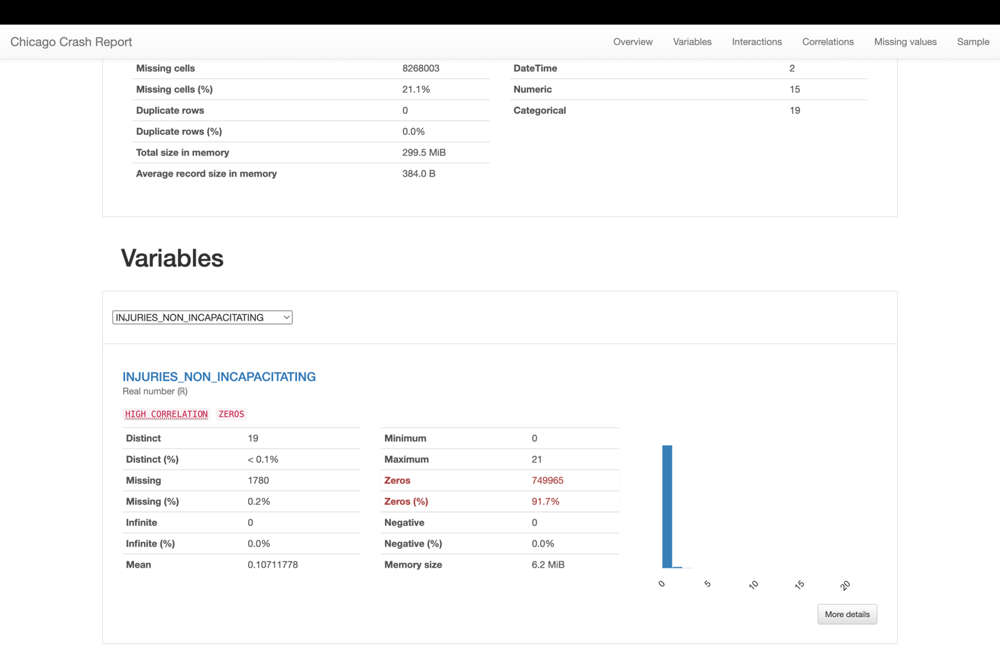 Chicago Crash Report
Overview Variables Interactions Correlations Missing values Sample
Missing cells 8268003
Missing cells (%) 21.1%
Duplicate rows 0
Duplicate rows (%) 0.0%
Total size in memory 299.5 MiB
Average record size in memory 384.0 B
DateTime 2
Numeric 15
Categorical 19
Variables
INJURIES_NON_INCAPACITATING
INJURIES_NON_INCAPACITATING
Real number (ℝ)
HIGH CORRELATION ZEROS
Distinct 19
Distinct (%) < 0.1%
Missing 1780
Missing (%) 0.2%
Infinite 0
Infinite (%) 0.0%
Mean 0.10711778
Minimum 0
Maximum 21
Zeros 749965
Zeros (%) 91.7%
Negative 0
Negative (%) 0.0%
Memory size 6.2 MiB
0 5 10 15 20
More details